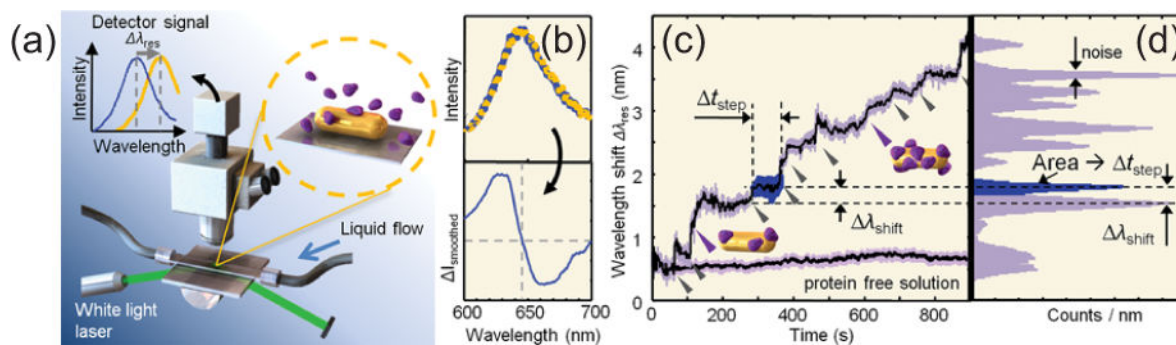 (a)
Detector signal
Δλres
Intensity
Wavelength
Liquid flow
White light
laser
(b)
Intensity
ΔIsmoothed
600 650 700
Wavelength (nm)
(c)
Wavelength shift Δλres (nm)
4
3
2
1
0
Δtstep
Δλshift
protein free solution
0 200 400 600 800
Time (s)
(d)
noise
Area → Δtstep
Δλshift
Counts / nm